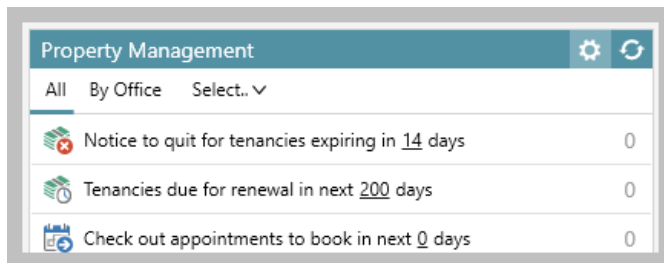 Property Management
All By Office Select..
Notice to quit for tenancies expiring in 14 days 0
Tenancies due for renewal in next 200 days 0
Check out appointments to book in next 0 days 0